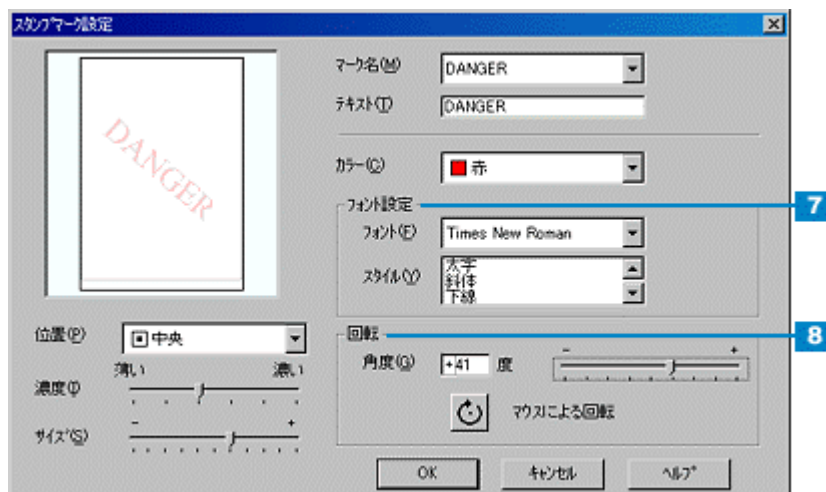 スタンプマーク設定
マーク名(M)
DANGER
テキスト(T)
DANGER
DANGER
カラー(C)
赤
フォント設定
7
フォント(F)
Times New Roman
スタイル(Y)
太字
斜体
下線
位置(P)
中央
薄い
濃い
濃度(I)
サイズ(S)
-
+
回転
8
角度(G)
+41
度
-
+
マウスによる回転
OK
キャンセル
ヘルプ